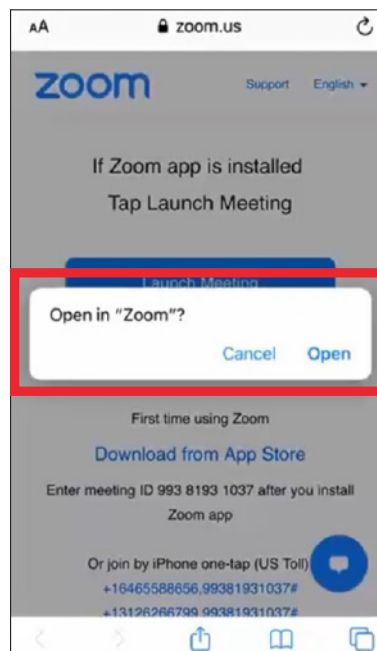 AA zoom.us
zoom Support English
If Zoom app is installed
Tap Launch Meeting
Launch Meeting
Open in "Zoom"?
Cancel Open
First time using Zoom
Download from App Store
Enter meeting ID 993 8193 1037 after you install
Zoom app
Or join by iPhone one-tap (US Toll)
+16465588656,99381931037#
+13126266799,99381931037#